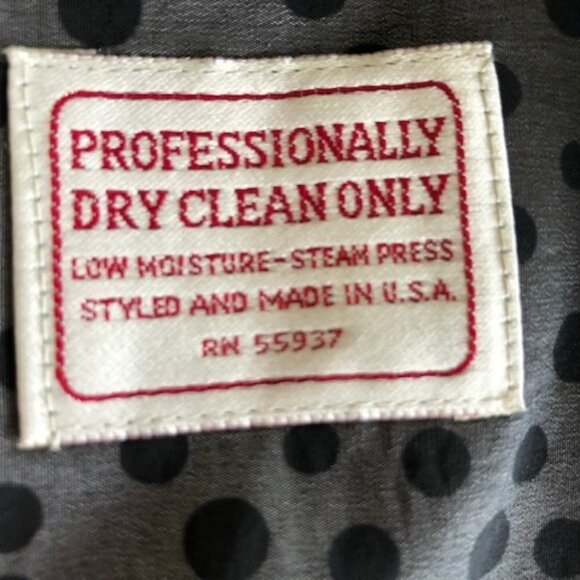 PROFESSIONALLY
DRY CLEAN ONLY
LOW MOISTURE-STEAM PRESS
STYLED AND MADE IN U.S.A.
RN 55937